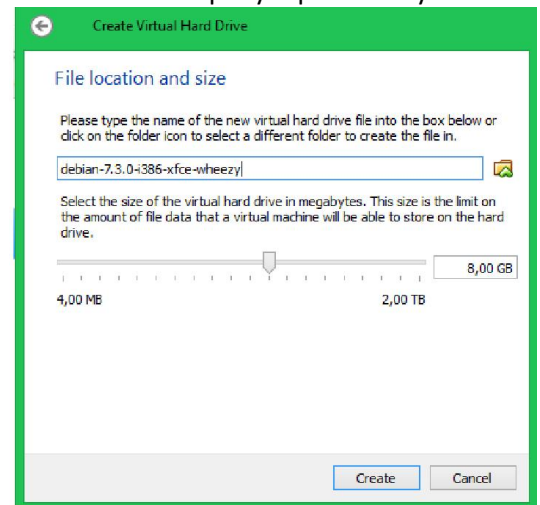 Create Virtual Hard Drive
File location and size
Please type the name of the new virtual hard drive file into the box below or
click on the folder icon to select a different folder to create the file in.
debian-7.3.0-i386-xfce-wheezy
Select the size of the virtual hard drive in megabytes. This size is the limit on
the amount of file data that a virtual machine will be able to store on the hard
drive.
8,00 GB
4,00 MB 2,00 TB
Create Cancel